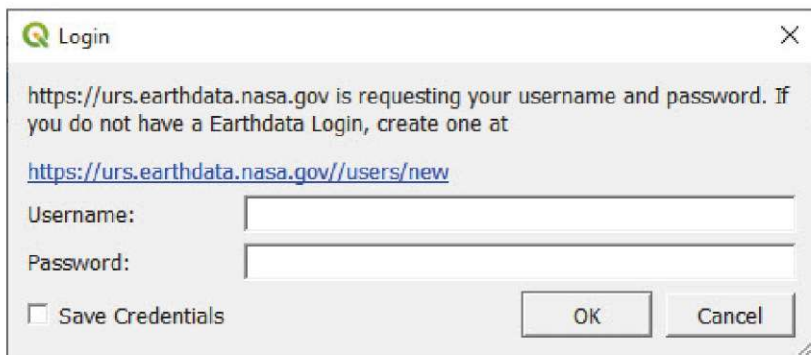 Login
https://urs.earthdata.nasa.gov is requesting your username and password. If
you do not have a Earthdata Login, create one at
https://urs.earthdata.nasa.gov//users/new
Username:
Password:
Save Credentials
OK
Cancel